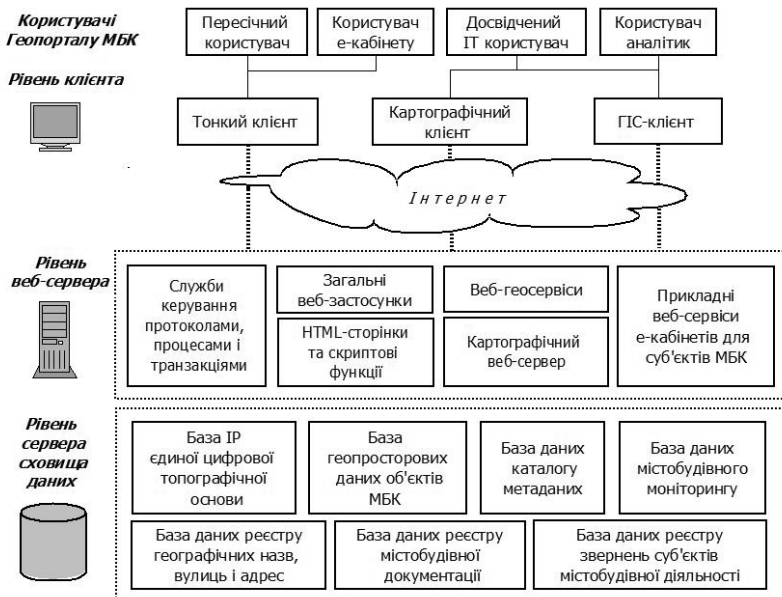 Користувачі
Геопорталу МБК
Пересічний
користувач
Користувач
е-кабінету
Досвідчений
ІТ користувач
Користувач
аналітик
Рівень клієнта
Тонкий клієнт
Картографічний
клієнт
ГІС-клієнт
Інтернет
Рівень
веб-сервера
Служби
керування
протоколами,
процесами і
транзакціями
Загальні
веб-застосунки
HTML-сторінки
та скриптові
функції
Веб-геосервіси
Картографічний
веб-сервер
Прикладні
веб-сервіси
е-кабінетів для
суб'єктів МБК
Рівень
сервера
сховища
даних
База ІР
єдиної цифрової
топографічної
основи
База
геопросторових
даних об'єктів
МБК
База даних
каталогу
метаданих
База даних
містобудівного
моніторингу
База даних реєстру
географічних назв,
вулиць і адрес
База даних реєстру
містобудівної
документації
База даних реєстру
звернень суб'єктів
містобудівної діяльності